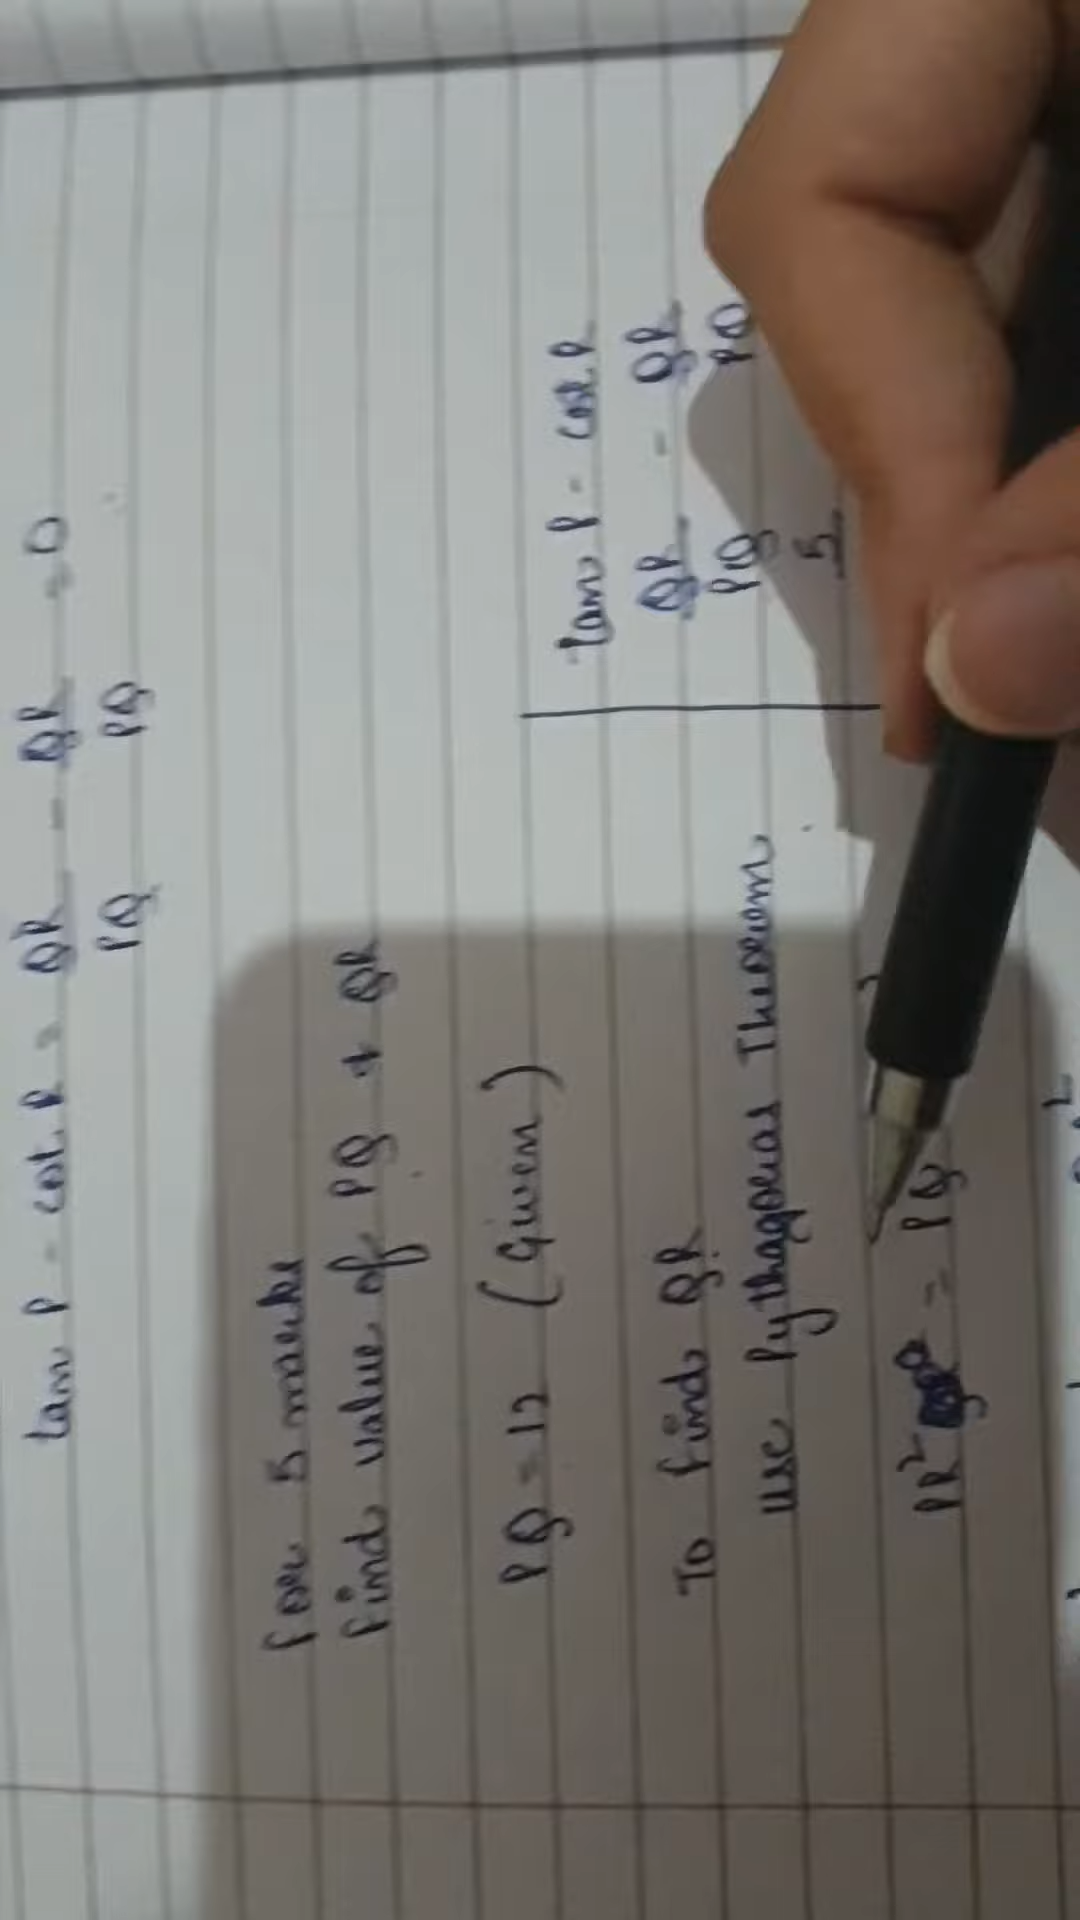 tan P - cot R = QR - QR = 0
PQ PQ
for 5 marks
find value of PQ + QR
PQ = 12 (Given)
To find QR
use Pythagoras Theorem
PR² = PQ
tan P - cot R
QR - QR
PQ PQ
5